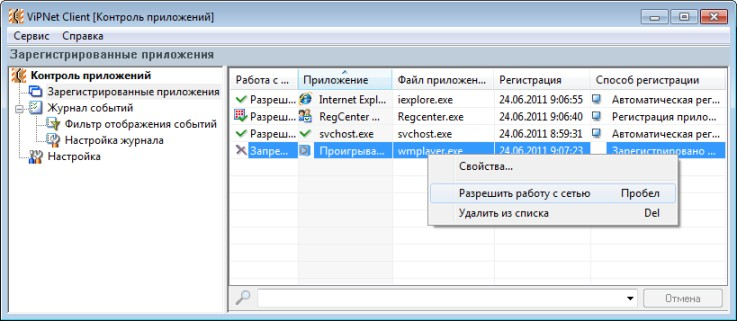 ViPNet Client [Контроль приложений]
Сервис Справка
Зарегистрированные приложения
Контроль приложений
Зарегистрированные приложения
Журнал событий
Фильтр отображения событий
Настройка журнала
Настройка
Работа с ... Приложение Файл приложен... Регистрация Способ регистрации
Разреш... Internet Expl... iexplore.exe 24.06.2011 9:06:55 Автоматическая рег...
Разреш... RegCenter ... Regcenter.exe 24.06.2011 9:06:40 Регистрация прило...
Разреш... svchost.exe svchost.exe 24.06.2011 8:59:31 Автоматическая рег...
Запре... Проигрыва... wmplayer.exe 24.06.2011 9:07:23 Зарегистрировано ...
Свойства...
Разрешить работу с сетью Пробел
Удалить из списка Del
Отмена